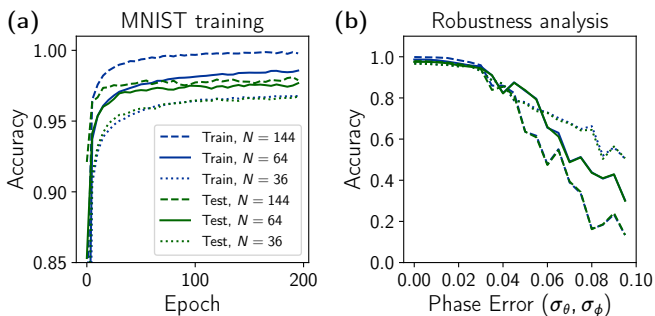 (a) MNIST training
1.00
0.95
0.90
0.85
Accuracy
Train, N = 144
Train, N = 64
Train, N = 36
Test, N = 144
Test, N = 64
Test, N = 36
0 100 200
Epoch
(b) Robustness analysis
1.0
0.8
0.6
0.4
0.2
0.0
Accuracy
0.00 0.02 0.04 0.06 0.08 0.10
Phase Error (σθ, σϕ)